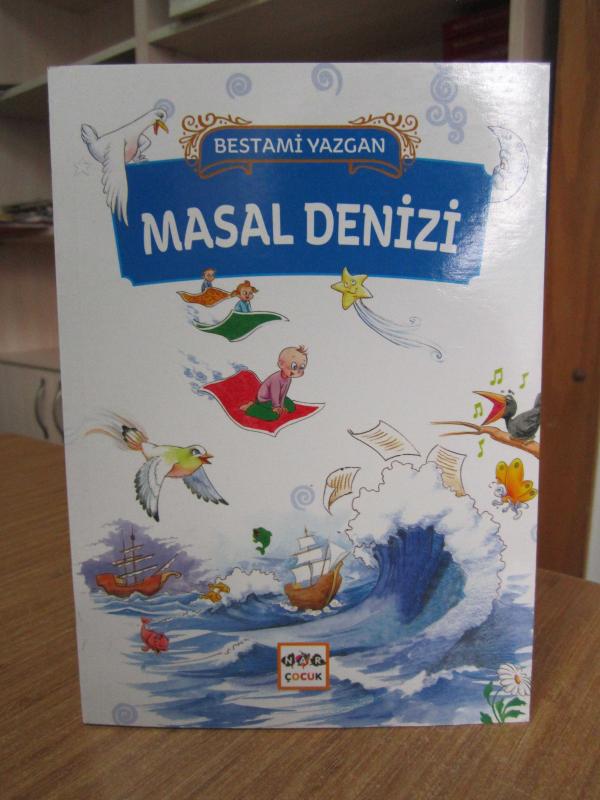 BESTAMİ YAZGAN
MASAL DENİZİ
NAR
ÇOCUK